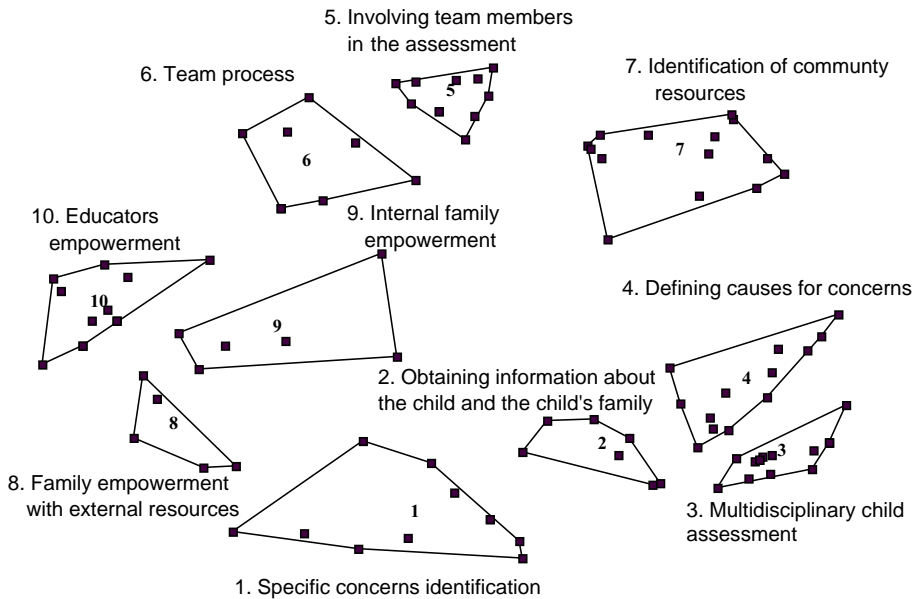 5. Involving team members
in the assessment
6. Team process
7. Identification of communty
resources
5
7
6
10. Educators
empowerment
9. Internal family
empowerment
4. Defining causes for concerns
10
9
2. Obtaining information about
the child and the child's family
4
8
2
3
8. Family empowerment
with external resources
1
3. Multidisciplinary child
assessment
1. Specific concerns identification